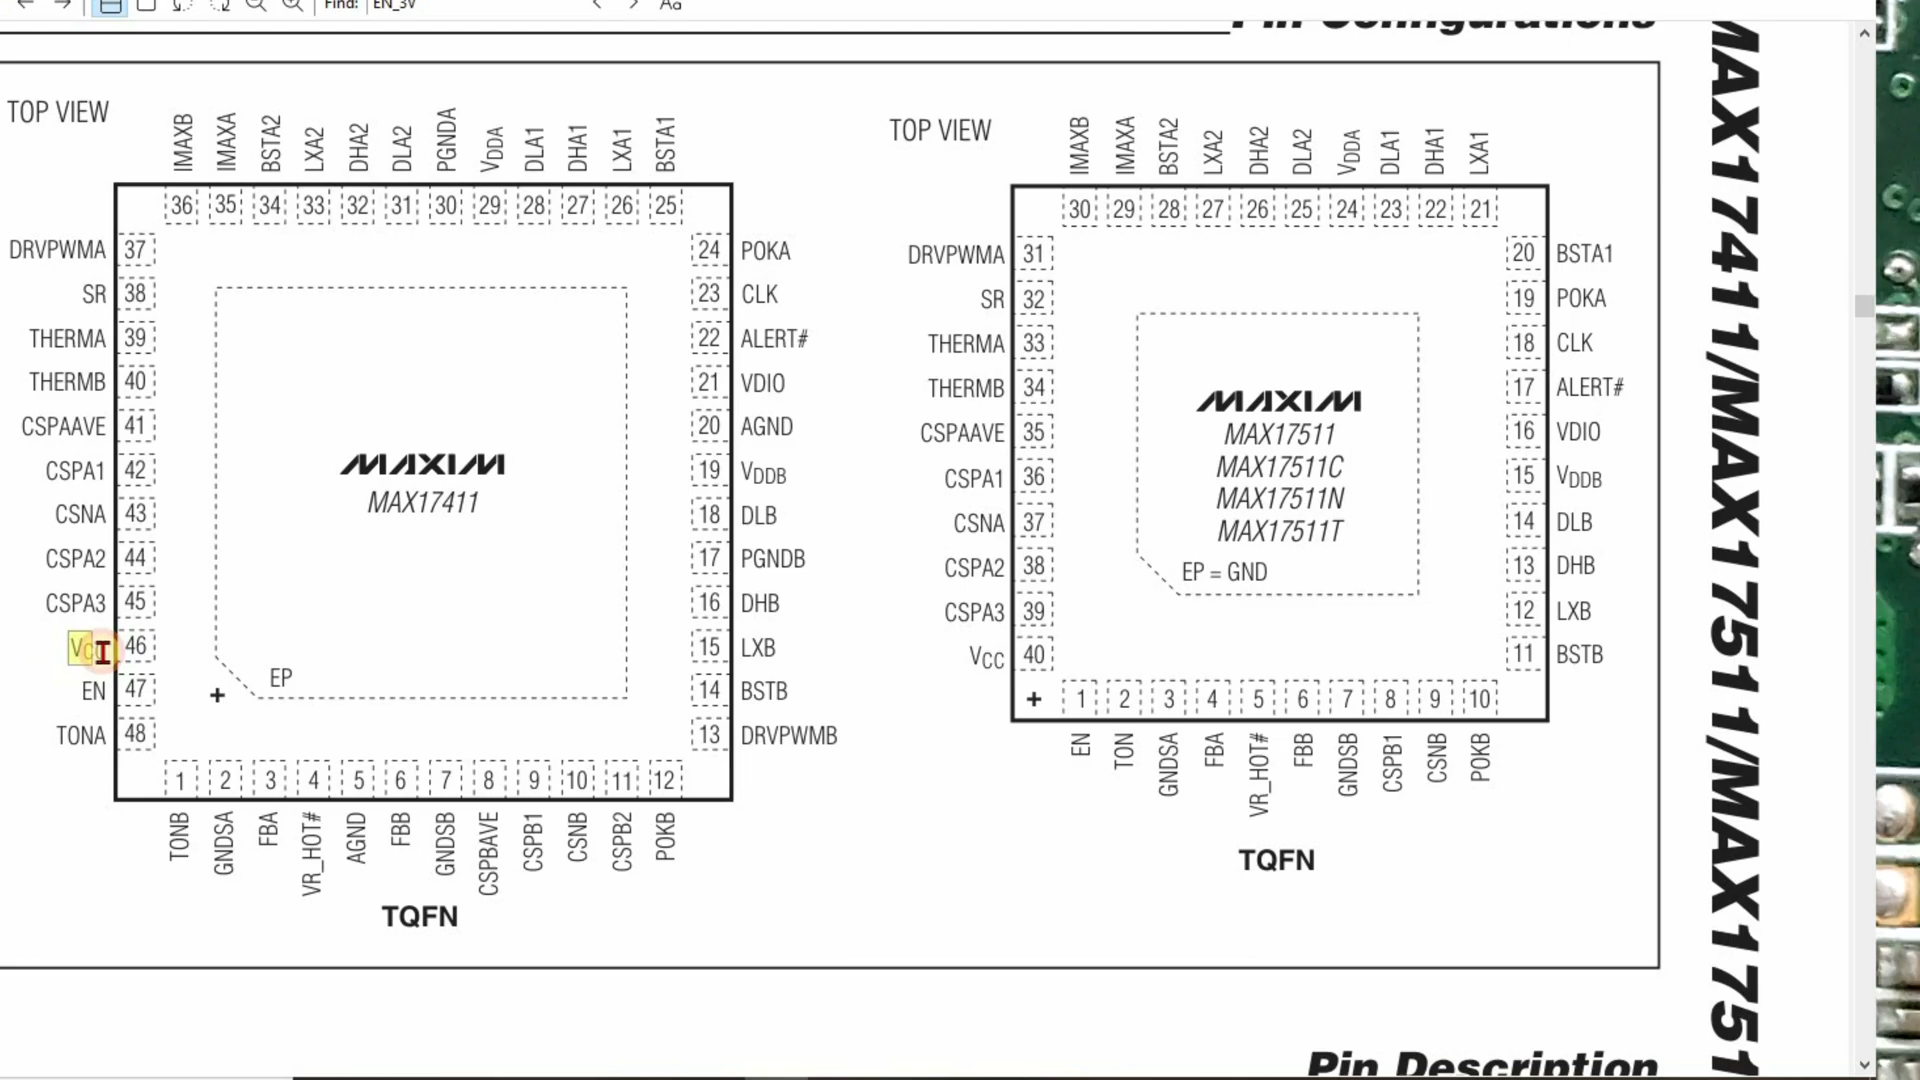 Find: EN_3V
Aa
Pin Configurations
TOP VIEW
IMAXB IMAXA BSTA2 LXA2 DHA2 DLA2 PGNDA VDDA DLA1 DHA1 LXA1 BSTA1
36 35 34 33 32 31 30 29 28 27 26 25
DRVPWMA 37
SR 38
THERMA 39
THERMB 40
CSPAAVE 41
CSPA1 42
CSNA 43
CSPA2 44
CSPA3 45
VCC 46
EN 47
TONA 48
24 POKA
23 CLK
22 ALERT#
21 VDIO
20 AGND
19 VDDB
18 DLB
17 PGNDB
16 DHB
15 LXB
14 BSTB
13 DRVPWMB
MAXIM
MAX17411
EP
+
1 2 3 4 5 6 7 8 9 10 11 12
TONB GNDSA FBA VR_HOT# AGND FBB GNDSB CSPBAVE CSPB1 CSNB CSPB2 POKB
TQFN
TOP VIEW
IMAXB IMAXA BSTA2 LXA2 DHA2 DLA2 VDDA DLA1 DHA1 LXA1
30 29 28 27 26 25 24 23 22 21
DRVPWMA 31
SR 32
THERMA 33
THERMB 34
CSPAAVE 35
CSPA1 36
CSNA 37
CSPA2 38
CSPA3 39
VCC 40
20 BSTA1
19 POKA
18 CLK
17 ALERT#
16 VDIO
15 VDDB
14 DLB
13 DHB
12 LXB
11 BSTB
MAXIM
MAX17511
MAX17511C
MAX17511N
MAX17511T
EP = GND
+
1 2 3 4 5 6 7 8 9 10
EN TON GNDSA FBA VR_HOT# FBB GNDSB CSPB1 CSNB POKB
TQFN
MAX17411/MAX17511/MAX1751
Pin Description